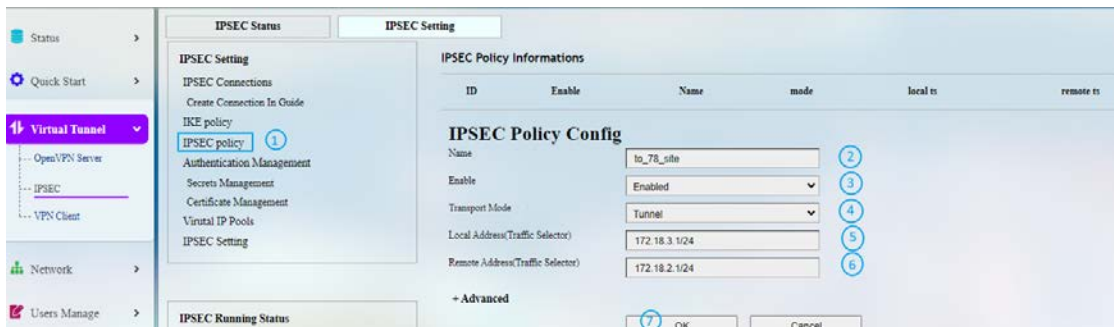 Status
Quick Start
Virtual Tunnel
OpenVPN Server
IPSEC
VPN Client
Network
Users Manage
IPSEC Status
IPSEC Setting
IPSEC Setting
IPSEC Connections
Create Connection In Guide
IKE policy
IPSEC policy 1
Authentication Management
Secrets Management
Certificate Management
Virutal IP Pools
IPSEC Setting
IPSEC Running Status
IPSEC Policy Informations
ID Enable Name mode local ts remote ts
IPSEC Policy Config
Name to_78_site 2
Enable Enabled 3
Transport Mode Tunnel 4
Local Address(Traffic Selector) 172.18.3.1/24 5
Remote Address(Traffic Selector) 172.18.2.1/24 6
+ Advanced
7 OK Cancel